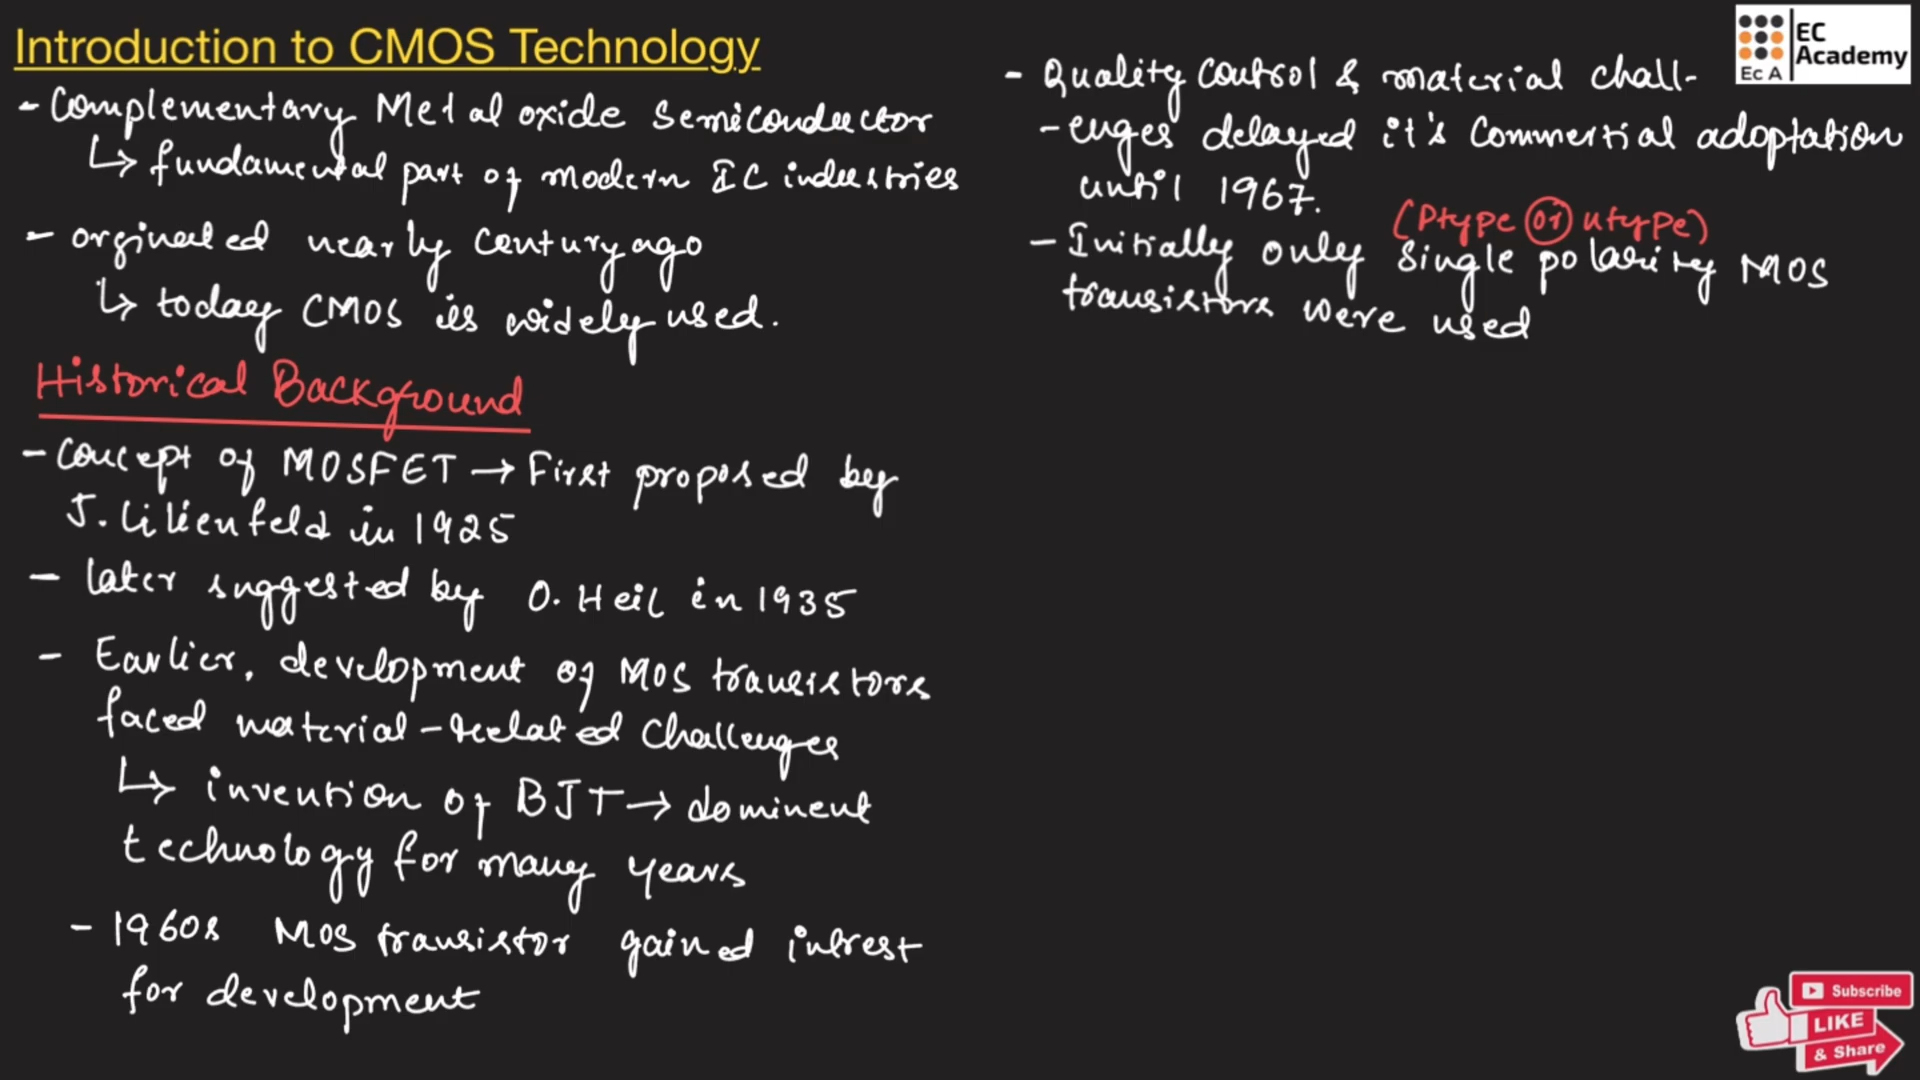 Introduction to CMOS Technology
- Complementary Metal oxide Semiconductor
↳ fundamental part of modern IC industries
- orginated nearly Century ago
↳ today CMOS is widely used.
Historical Background
- Concept of MOSFET → First proposed by
J. Lilienfeld in 1925
- later suggested by O. Heil in 1935
- Earlier, development of MOS transistors
faced material-related Challenges
↳ invention of BJT → dominent
technology for many years
- 1960s MOS transistor gained intrest
for development
- Quality Control & material chall-
-enges delayed it's Commertial adoptation
until 1967.
(Ptype or ntype)
- Initially only Single polarity MOS
transistors were used
EC
Academy
Ec A
Subscribe
LIKE
& Share